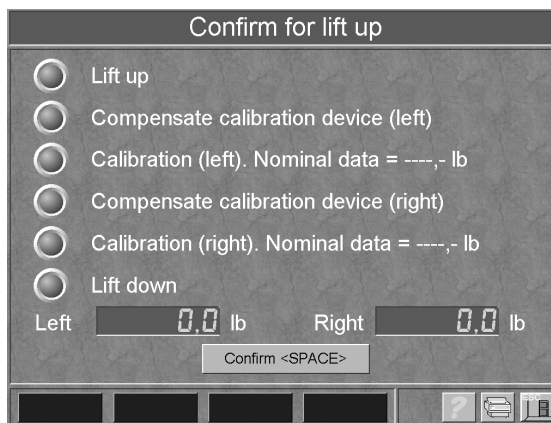 Confirm for lift up
Lift up
Compensate calibration device (left)
Calibration (left). Nominal data = ----,- lb
Compensate calibration device (right)
Calibration (right). Nominal data = ----,- lb
Lift down
Left 0,0 lb Right 0,0 lb
Confirm <SPACE>
? ESC